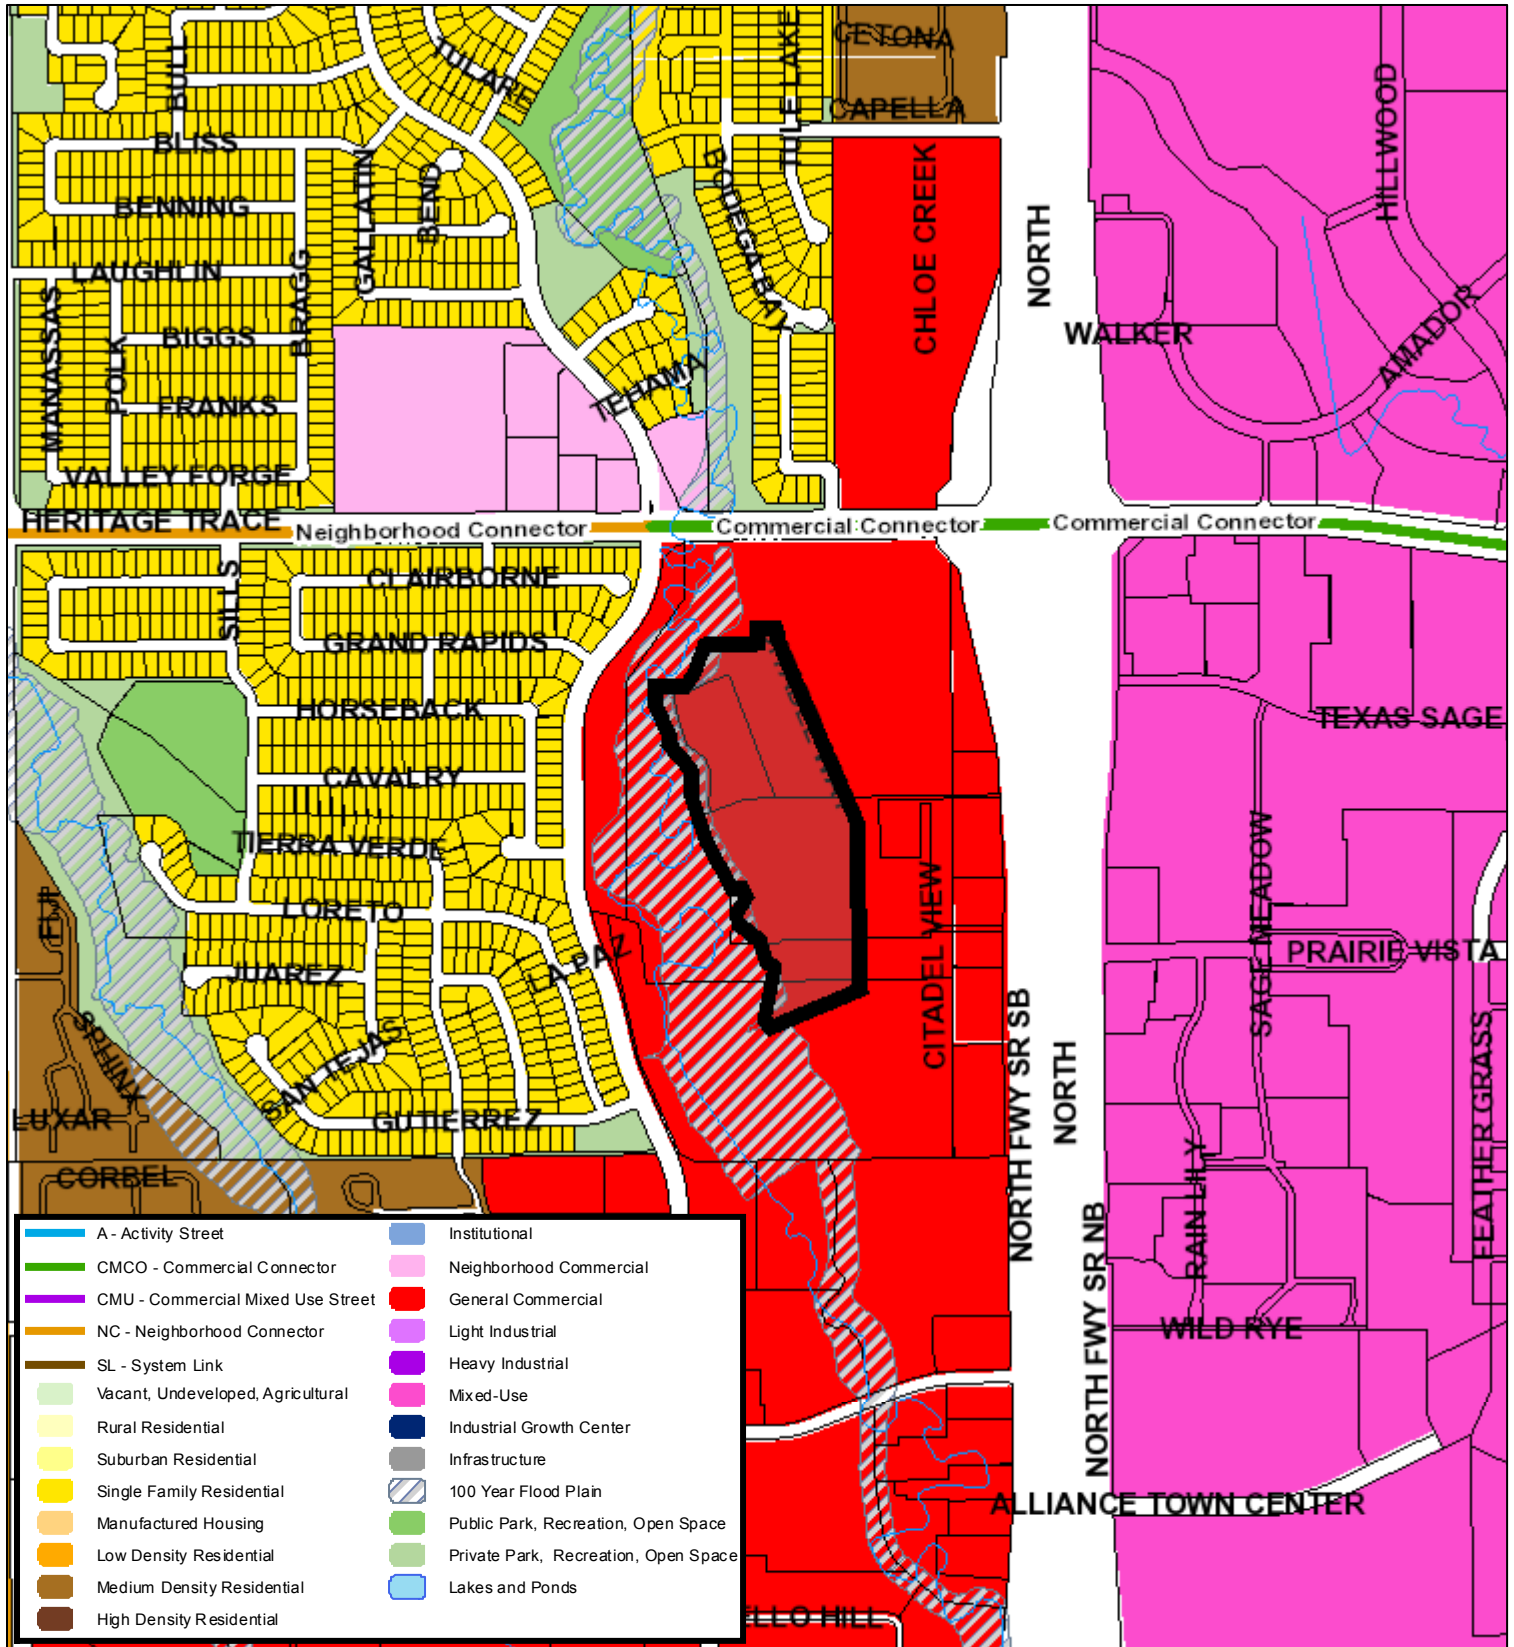 CETONA
BULL
TULARE
TULE LAKE
HILLWOOD
CAPELLA
BLISS
GALLATIN
BEND
BODEGA BAY
CHLOE CREEK
BENNING
NORTH
LAUGHLIN
BRAGG
MANASSAS
POLK
BIGGS
WALKER
AMADOR
TEHAMA
FRANKS
VALLEY FORGE
HERITAGE TRACE
Neighborhood Connector
Commercial Connector
Commercial Connector
SILLS
CLAIRBORNE
GRAND RAPIDS
HORSEBACK
TEXAS SAGE
CAVALRY
TIERRA VERDE
SAGE MEADOW
CITADEL VIEW
LORETO
LA PAZ
PRAIRIE VISTA
JUAREZ
SPHINX
SAN TEJAS
NORTH FWY SR SB
NORTH
FEATHER GRASS
LUXAR
GUTIERREZ
CORBEL
RAIN LILY
NORTH FWY SR NB
WILD RYE
ALLIANCE TOWN CENTER
ELLO HILL
A - Activity Street
CMCO - Commercial Connector
CMU - Commercial Mixed Use Street
NC - Neighborhood Connector
SL - System Link
Vacant, Undeveloped, Agricultural
Rural Residential
Suburban Residential
Single Family Residential
Manufactured Housing
Low Density Residential
Medium Density Residential
High Density Residential
Institutional
Neighborhood Commercial
General Commercial
Light Industrial
Heavy Industrial
Mixed-Use
Industrial Growth Center
Infrastructure
100 Year Flood Plain
Public Park, Recreation, Open Space
Private Park, Recreation, Open Space
Lakes and Ponds